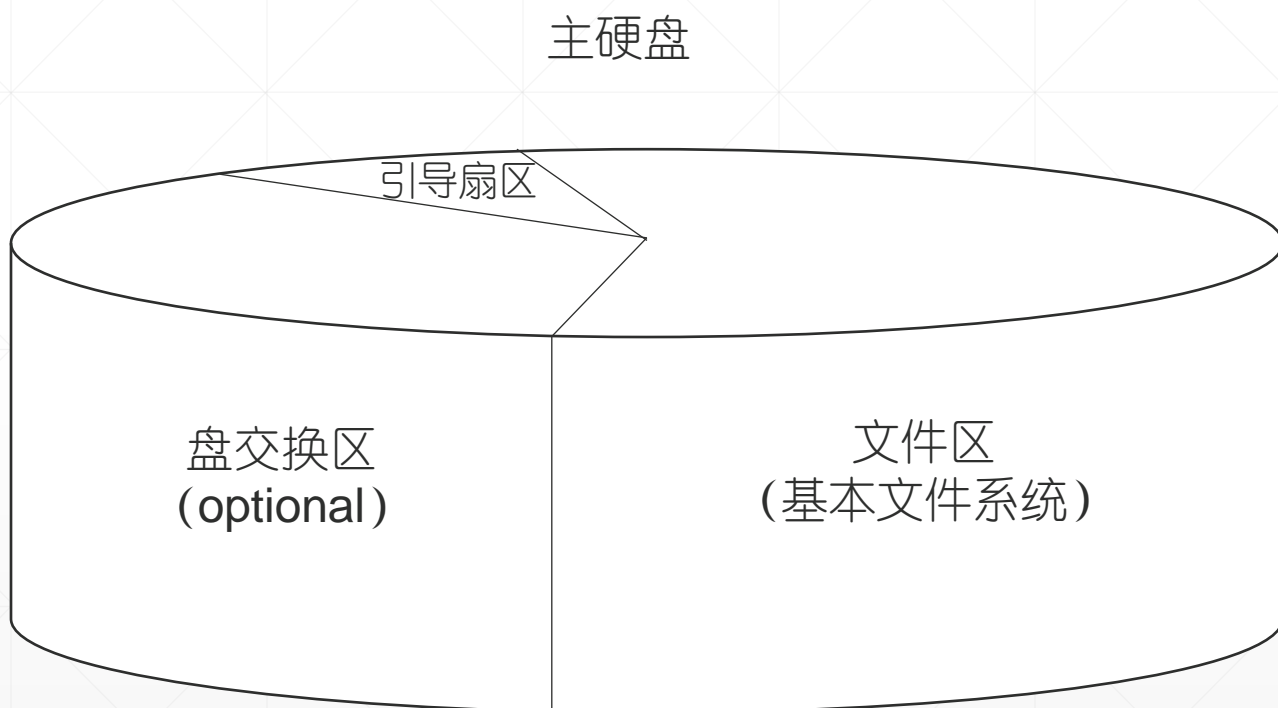 主硬盘
引导扇区
盘交换区
(optional)
文件区
(基本文件系统)